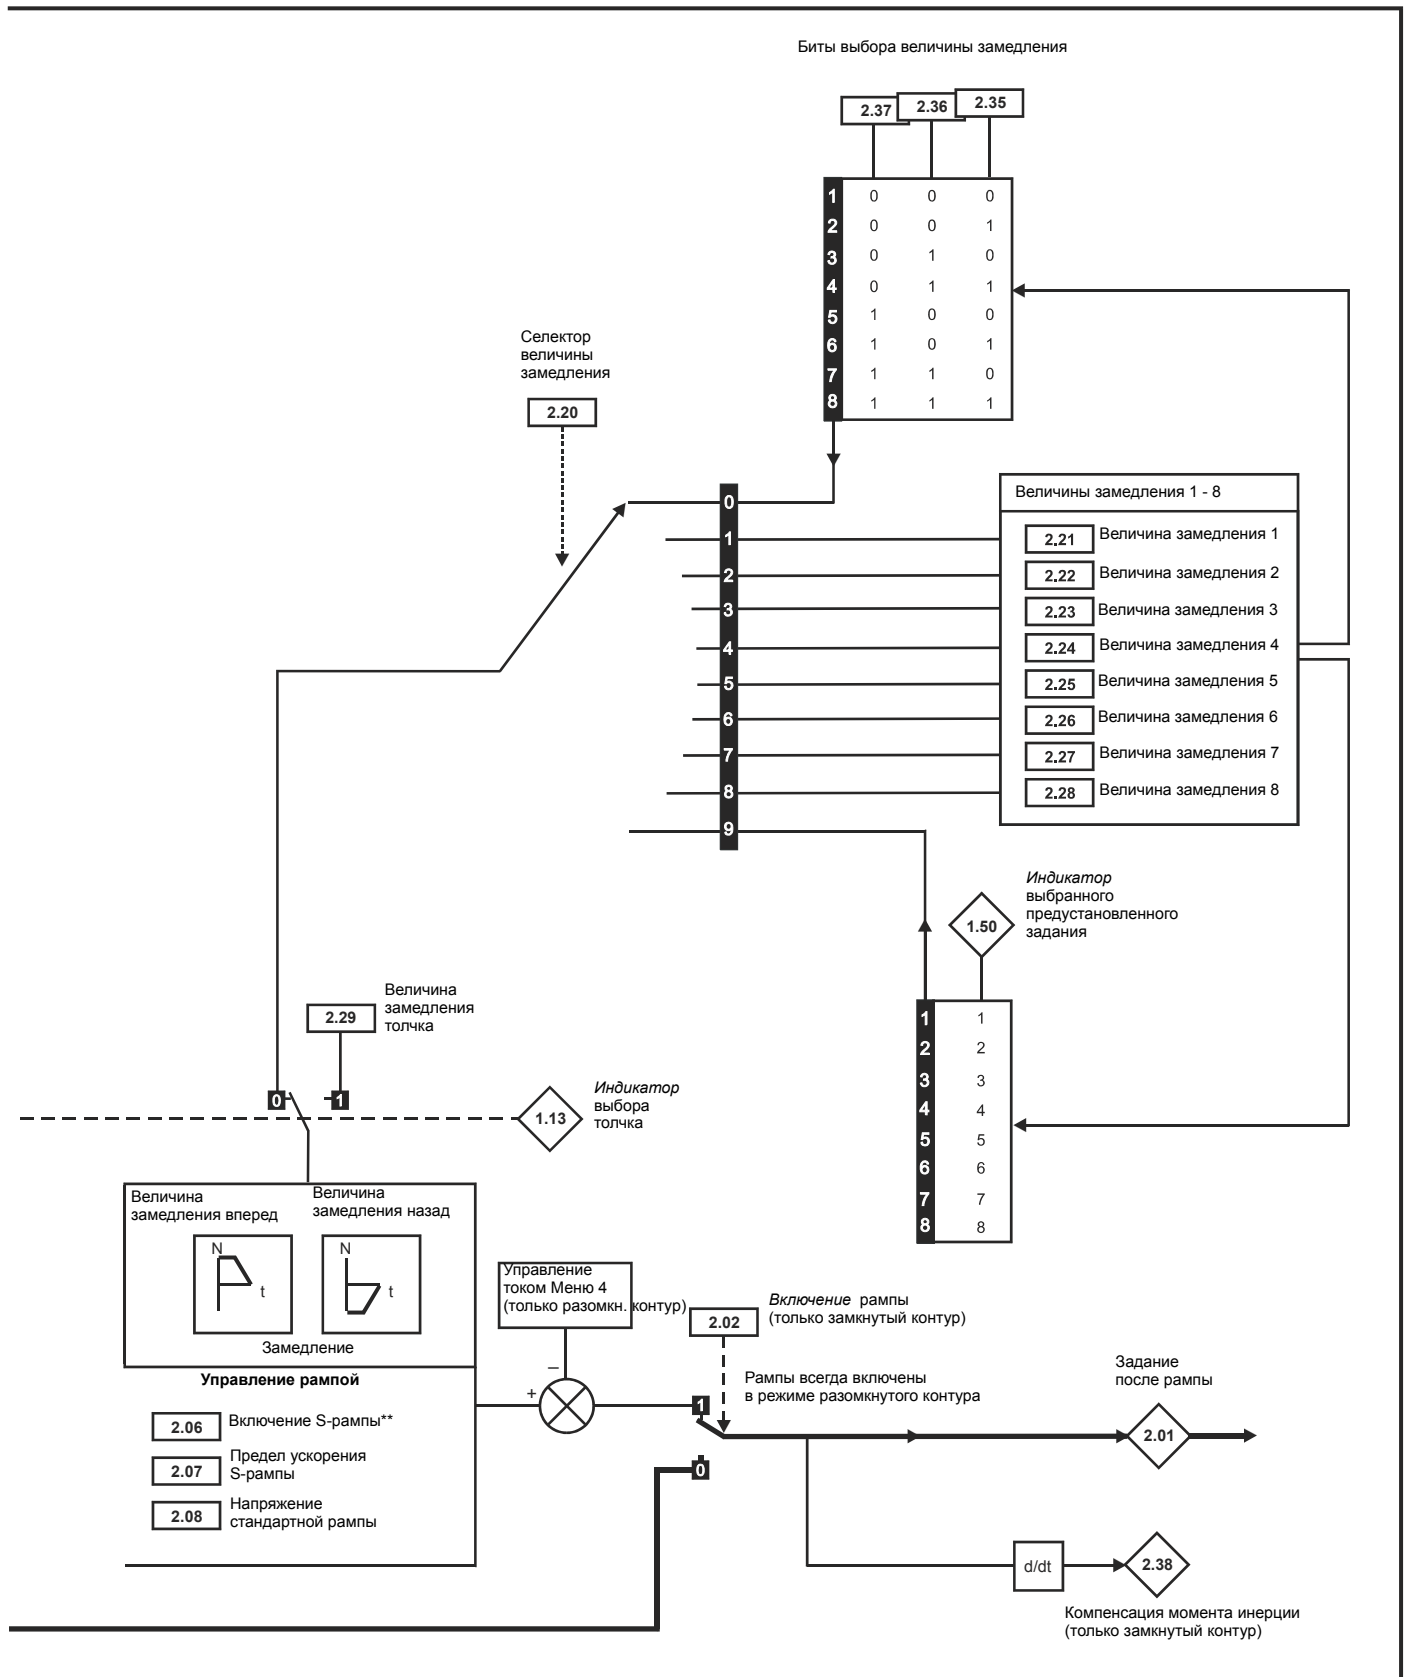 Биты выбора величины замедления
2.37 2.36 2.35
1 0 0 0
2 0 0 1
3 0 1 0
4 0 1 1
5 1 0 0
6 1 0 1
7 1 1 0
8 1 1 1
Селектор
величины
замедления
2.20
0
1
2
3
4
5
6
7
8
9
Величины замедления 1 - 8
2.21 Величина замедления 1
2.22 Величина замедления 2
2.23 Величина замедления 3
2.24 Величина замедления 4
2.25 Величина замедления 5
2.26 Величина замедления 6
2.27 Величина замедления 7
2.28 Величина замедления 8
Индикатор
выбранного
предустановленного
задания
1.50
1 1
2 2
3 3
4 4
5 5
6 6
7 7
8 8
Величина
замедления
толчка
2.29
0 1
1.13
Индикатор
выбора
толчка
Величина
замедления вперед
Величина
замедления назад
N
t
N
t
Замедление
Управление рампой
2.06 Включение S-рампы**
2.07 Предел ускорения
S-рампы
2.08 Напряжение
стандартной рампы
Управление
током Меню 4
(только разомкн. контур)
–
+
2.02
Включение рампы
(только замкнутый контур)
Рампы всегда включены
в режиме разомкнутого контура
1
0
Задание
после рампы
2.01
d/dt
2.38
Компенсация момента инерции
(только замкнутый контур)